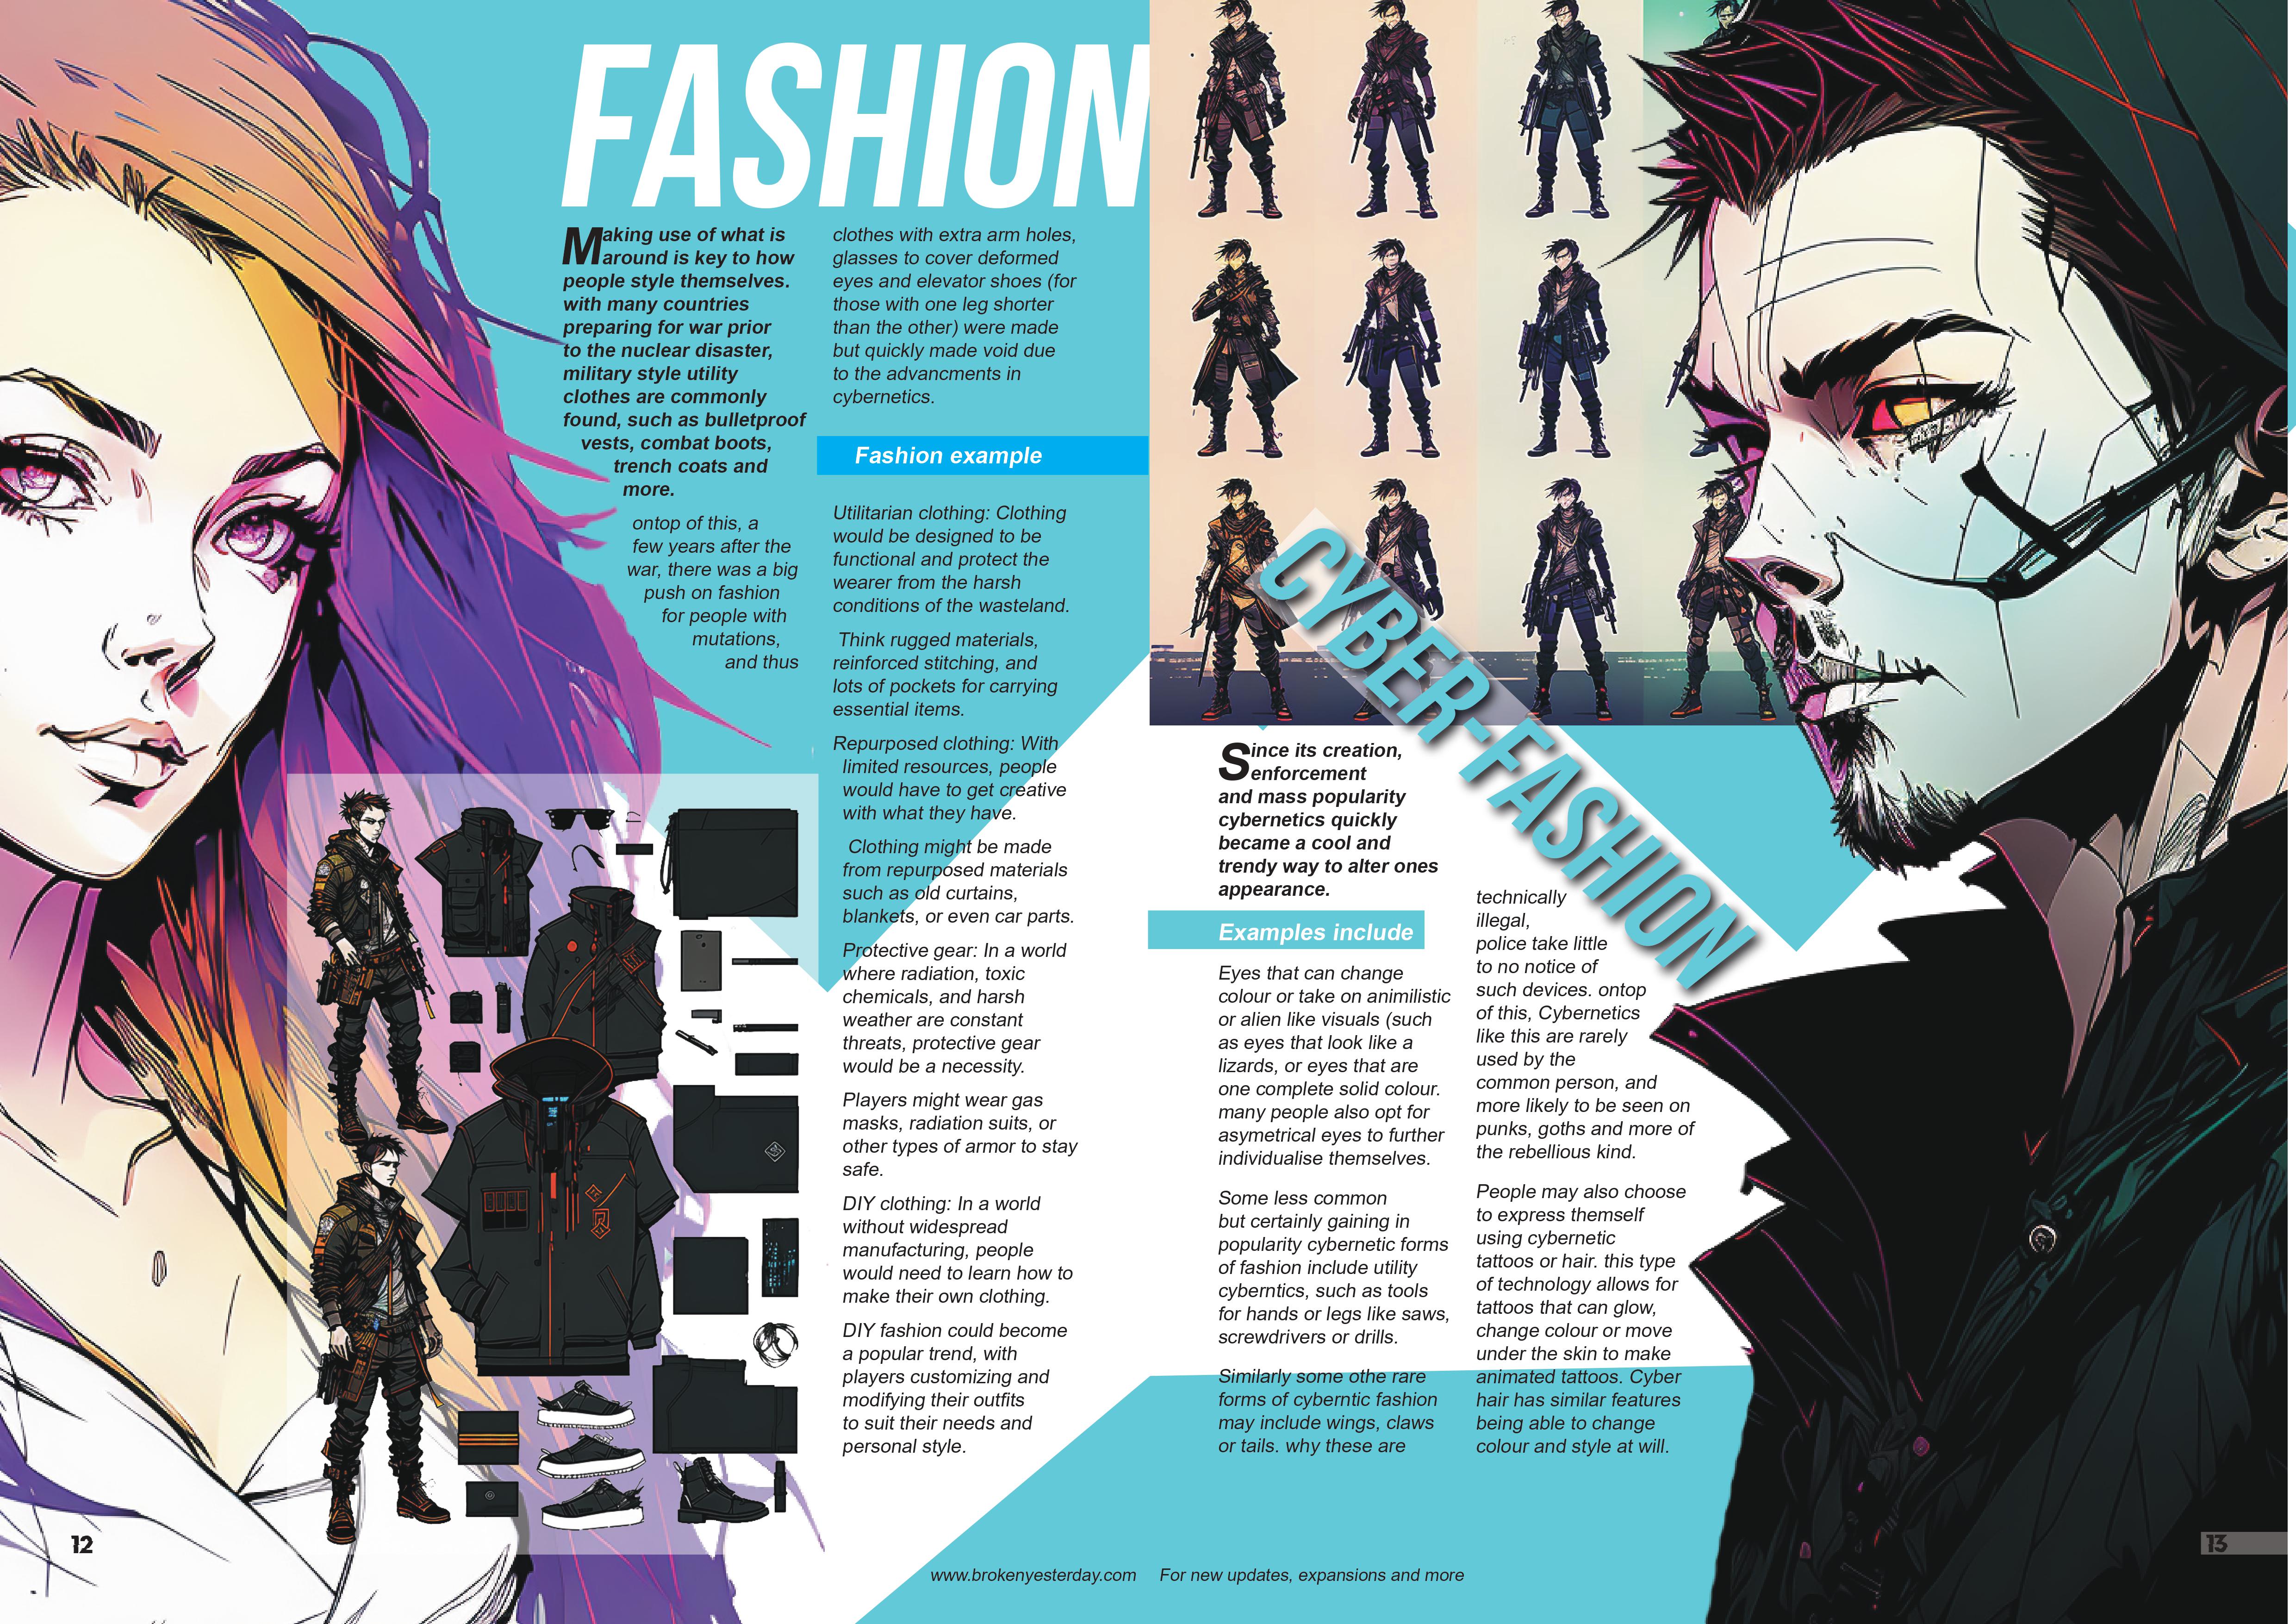 FASHION
Making use of what is
around is key to how
people style themselves.
with many countries
preparing for war prior
to the nuclear disaster,
military style utility
clothes are commonly
found, such as bulletproof
vests, combat boots,
trench coats and
more.
ontop of this, a
few years after the
war, there was a big
push on fashion
for people with
mutations,
and thus
clothes with extra arm holes,
glasses to cover deformed
eyes and elevator shoes (for
those with one leg shorter
than the other) were made
but quickly made void due
to the advancments in
cybernetics.
Fashion example
Utilitarian clothing: Clothing
would be designed to be
functional and protect the
wearer from the harsh
conditions of the wasteland.
Think rugged materials,
reinforced stitching, and
lots of pockets for carrying
essential items.
Repurposed clothing: With
limited resources, people
would have to get creative
with what they have.
Clothing might be made
from repurposed materials
such as old curtains,
blankets, or even car parts.
Protective gear: In a world
where radiation, toxic
chemicals, and harsh
weather are constant
threats, protective gear
would be a necessity.
Players might wear gas
masks, radiation suits, or
other types of armor to stay
safe.
DIY clothing: In a world
without widespread
manufacturing, people
would need to learn how to
make their own clothing.
DIY fashion could become
a popular trend, with
players customizing and
modifying their outfits
to suit their needs and
personal style.
12
CYBER-FASHION
Since its creation,
enforcement
and mass popularity
cybernetics quickly
became a cool and
trendy way to alter ones
appearance.
Examples include
Eyes that can change
colour or take on animilistic
or alien like visuals (such
as eyes that look like a
lizards, or eyes that are
one complete solid colour.
many people also opt for
asymetrical eyes to further
individualise themselves.
Some less common
but certainly gaining in
popularity cybernetic forms
of fashion include utility
cyberntics, such as tools
for hands or legs like saws,
screwdrivers or drills.
Similarly some othe rare
forms of cyberntic fashion
may include wings, claws
or tails. why these are
technically
illegal,
police take little
to no notice of
such devices. ontop
of this, Cybernetics
like this are rarely
used by the
common person, and
more likely to be seen on
punks, goths and more of
the rebellious kind.
People may also choose
to express themself
using cybernetic
tattoos or hair. this type
of technology allows for
tattoos that can glow,
change colour or move
under the skin to make
animated tattoos. Cyber
hair has similar features
being able to change
colour and style at will.
www.brokenyesterday.com For new updates, expansions and more
13